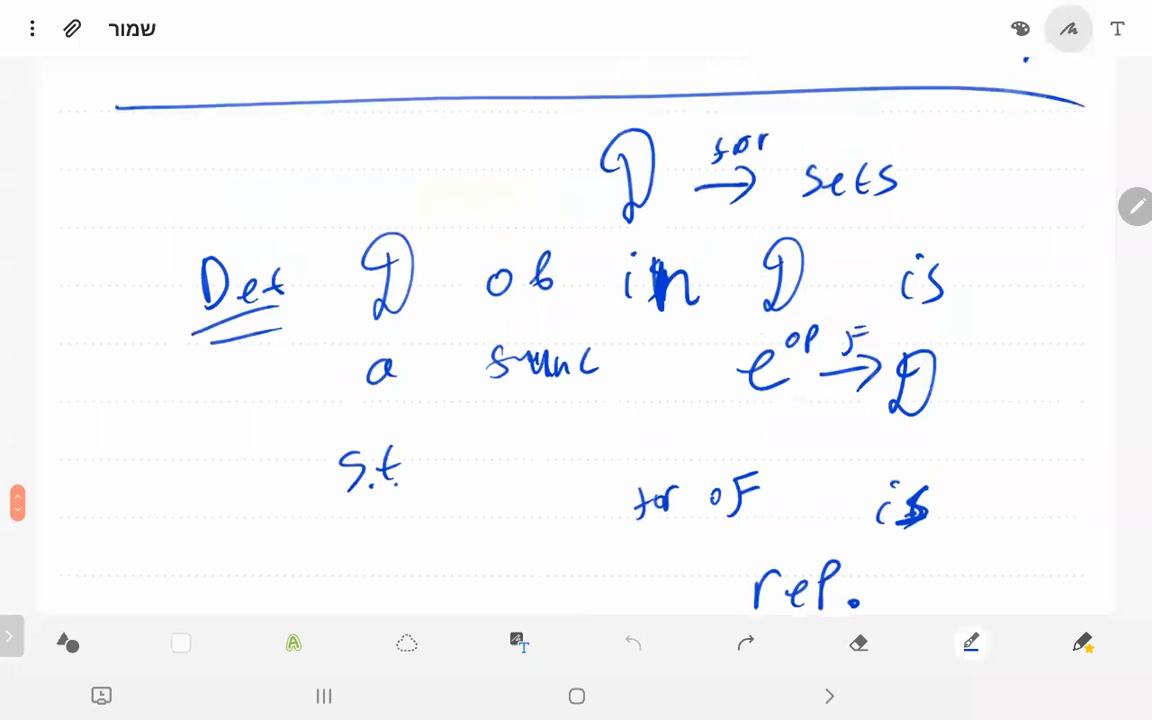 שמור
T
𝔻 for→ sets
Def 𝔻 ob in 𝔻 is
a func e^op F→ 𝔻
s.t. for oF is
rep.